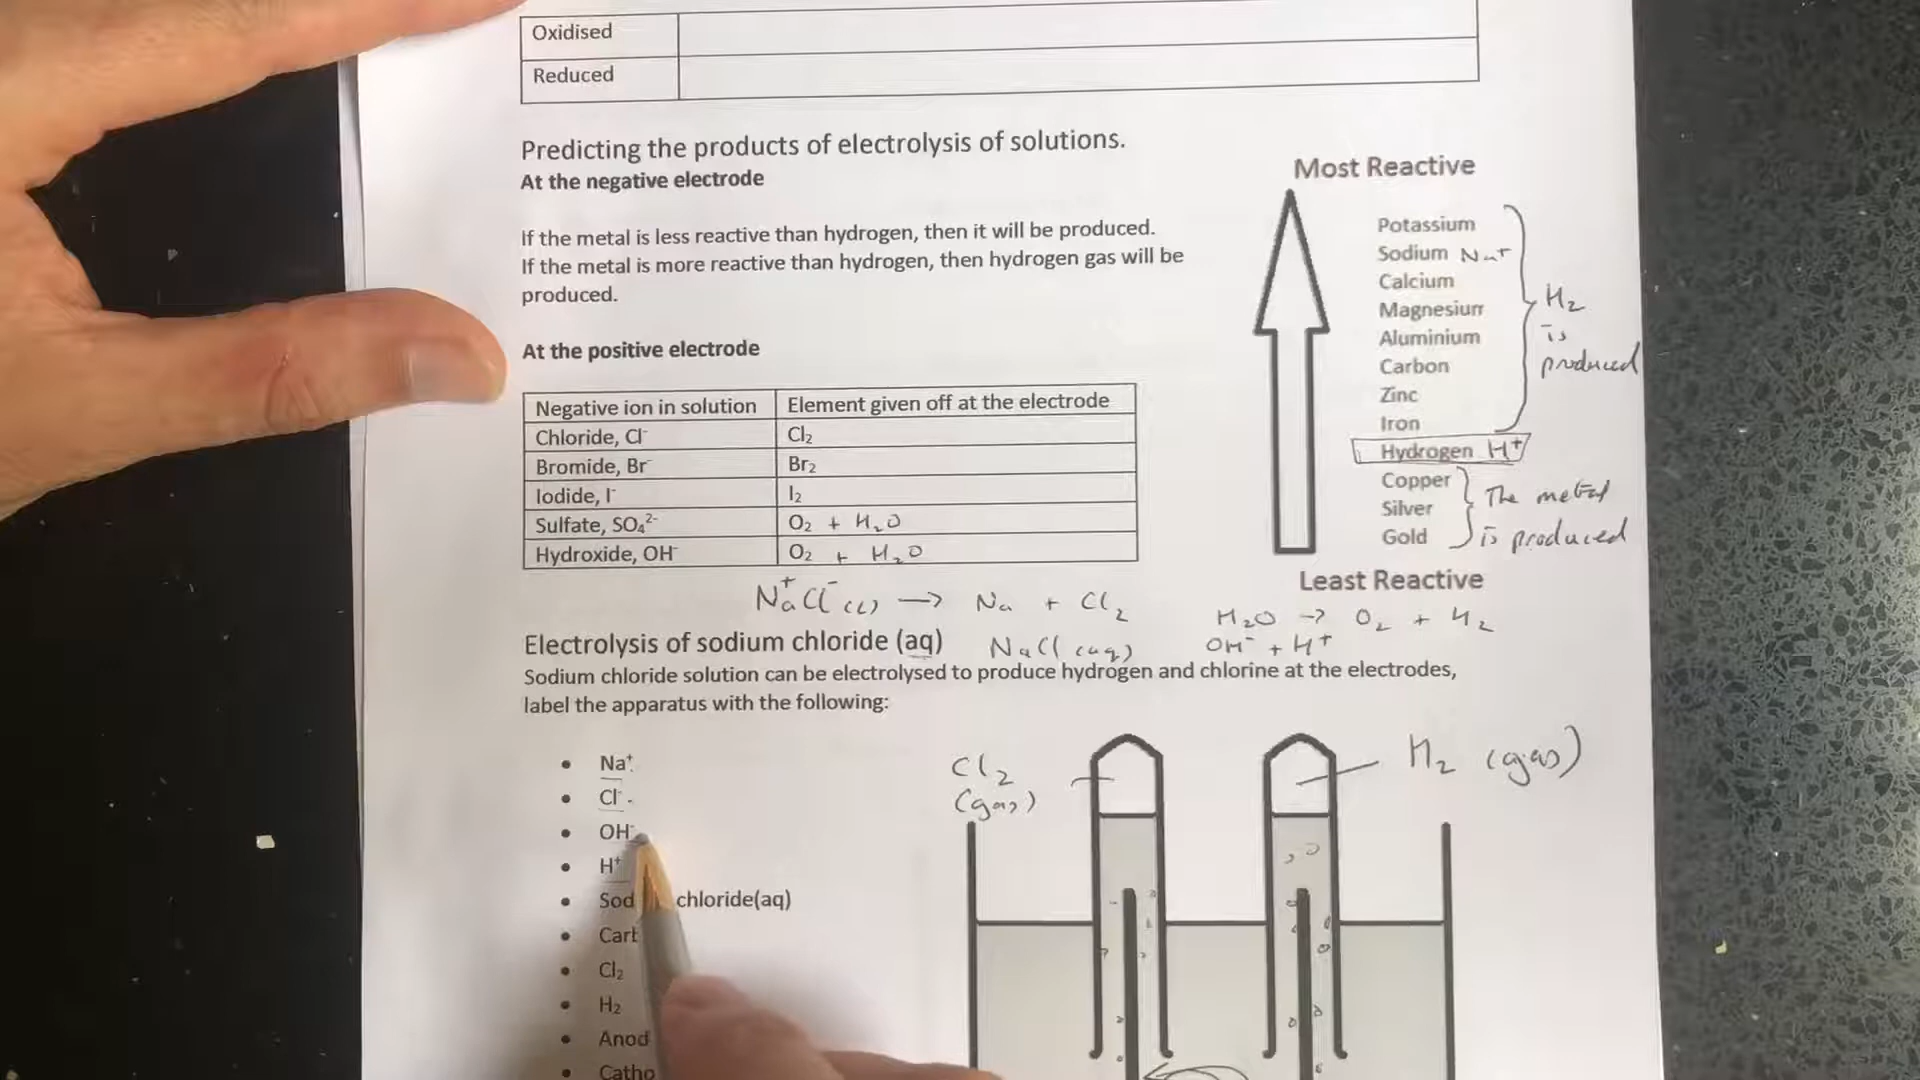 Oxidised
Reduced
Predicting the products of electrolysis of solutions.
At the negative electrode
If the metal is less reactive than hydrogen, then it will be produced.
If the metal is more reactive than hydrogen, then hydrogen gas will be
produced.
At the positive electrode
Negative ion in solution Element given off at the electrode
Chloride, Cl⁻ Cl₂
Bromide, Br⁻ Br₂
Iodide, I⁻ I₂
Sulfate, SO₄²⁻ O₂ + H₂O
Hydroxide, OH⁻ O₂ + H₂O
Most Reactive
Potassium
Sodium Na⁺
Calcium
Magnesium
Aluminium
Carbon
Zinc
Iron
H₂
is
produced
Hydrogen H⁺
Copper
Silver
Gold
The metal
is produced
Least Reactive
Na⁺Cl⁻(l) → Na + Cl₂
H₂O → O₂ + H₂
OH⁻ + H⁺
Electrolysis of sodium chloride (aq) NaCl (aq)
Sodium chloride solution can be electrolysed to produce hydrogen and chlorine at the electrodes,
label the apparatus with the following:
• Na⁺
• Cl⁻
• OH⁻
• H⁺
• Sod chloride(aq)
• Carb
• Cl₂
• H₂
• Anod
• Catho
Cl₂
(gas)
H₂ (gas)